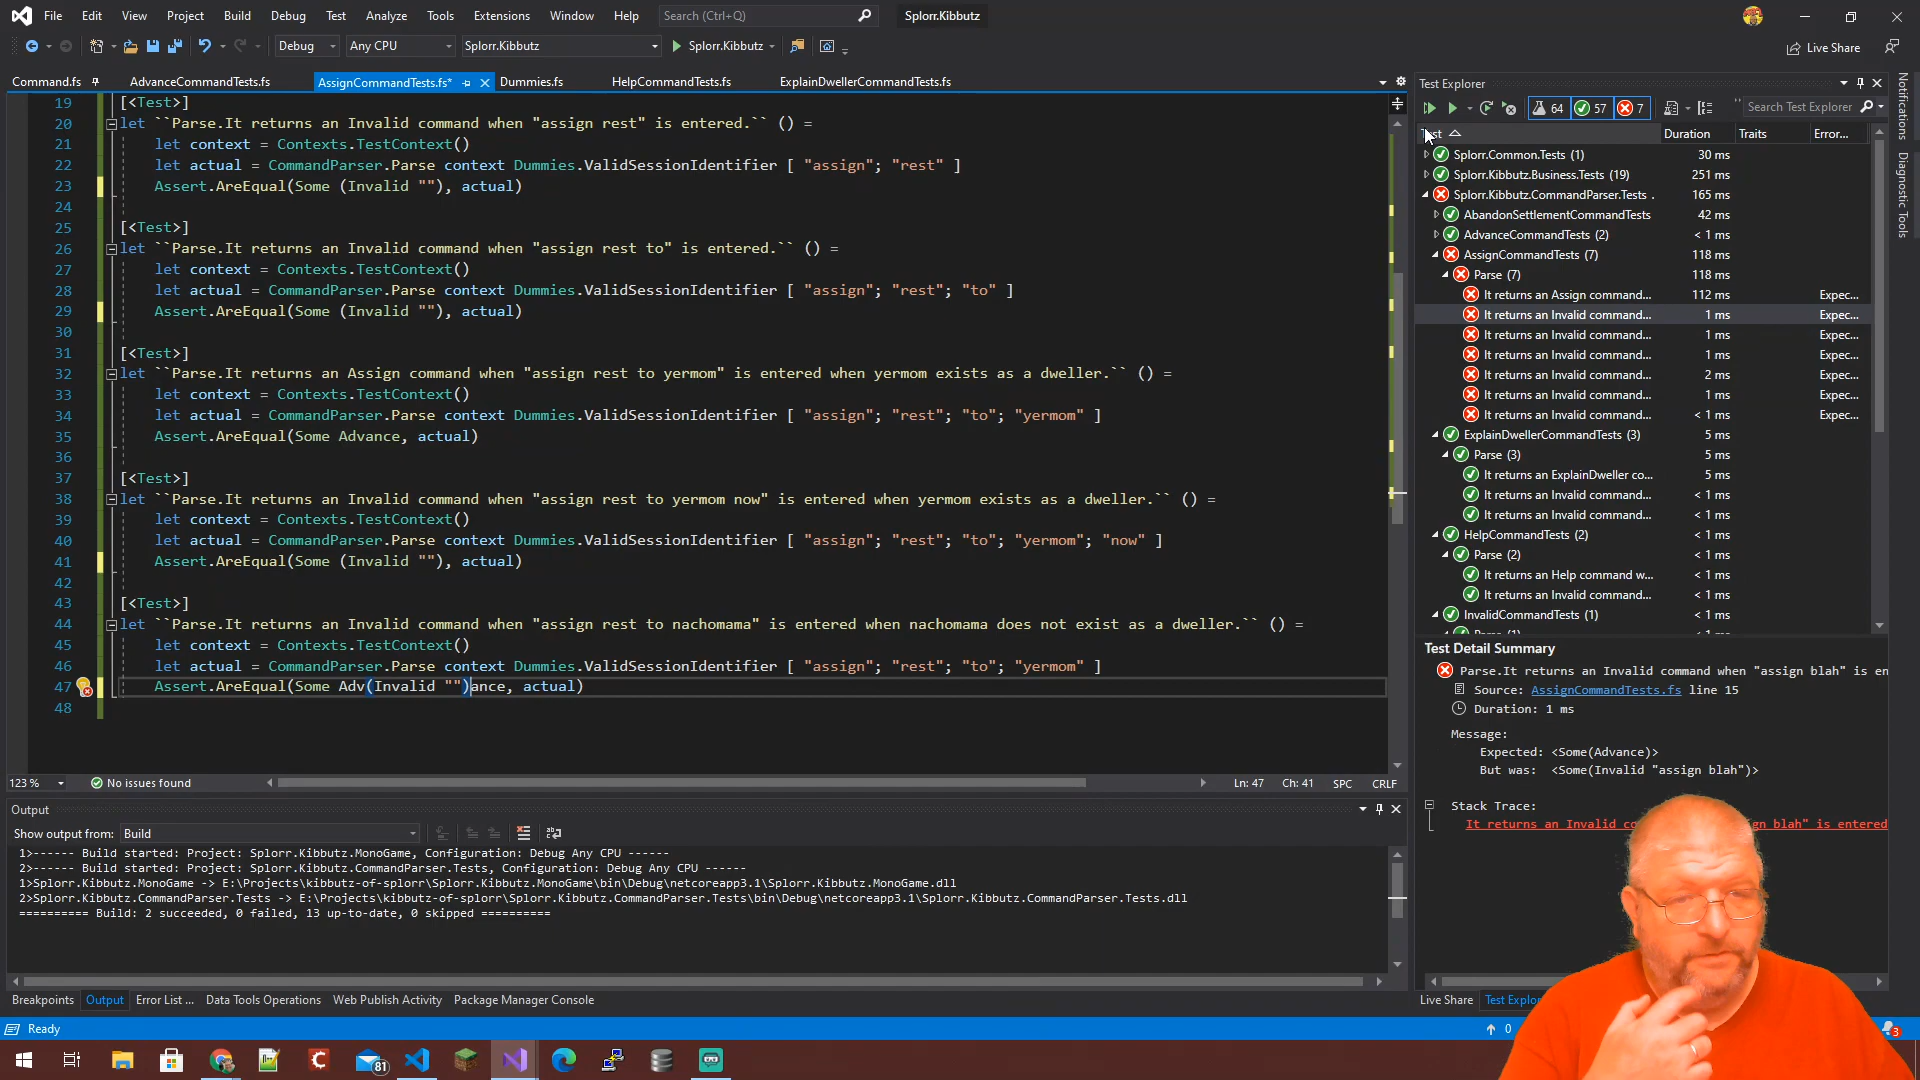 File Edit View Project Build Debug Test Analyze Tools Extensions Window Help Search (Ctrl+Q) Splorr.Kibbutz
Debug Any CPU Splorr.Kibbutz Splorr.Kibbutz Live Share
Command.fs AdvanceCommandTests.fs AssignCommandTests.fs* Dummies.fs HelpCommandTests.fs ExplainDwellerCommandTests.fs
19 [<Test>]
20 let ``Parse.It returns an Invalid command when "assign rest" is entered.`` () =
21 let context = Contexts.TestContext()
22 let actual = CommandParser.Parse context Dummies.ValidSessionIdentifier [ "assign"; "rest" ]
23 Assert.AreEqual(Some (Invalid ""), actual)
24
25 [<Test>]
26 let ``Parse.It returns an Invalid command when "assign rest to" is entered.`` () =
27 let context = Contexts.TestContext()
28 let actual = CommandParser.Parse context Dummies.ValidSessionIdentifier [ "assign"; "rest"; "to" ]
29 Assert.AreEqual(Some (Invalid ""), actual)
30
31 [<Test>]
32 let ``Parse.It returns an Assign command when "assign rest to yermom" is entered when yermom exists as a dweller.`` () =
33 let context = Contexts.TestContext()
34 let actual = CommandParser.Parse context Dummies.ValidSessionIdentifier [ "assign"; "rest"; "to"; "yermom" ]
35 Assert.AreEqual(Some Advance, actual)
36
37 [<Test>]
38 let ``Parse.It returns an Invalid command when "assign rest to yermom now" is entered when yermom exists as a dweller.`` () =
39 let context = Contexts.TestContext()
40 let actual = CommandParser.Parse context Dummies.ValidSessionIdentifier [ "assign"; "rest"; "to"; "yermom"; "now" ]
41 Assert.AreEqual(Some (Invalid ""), actual)
42
43 [<Test>]
44 let ``Parse.It returns an Invalid command when "assign rest to nachomama" is entered when nachomama does not exist as a dweller.`` () =
45 let context = Contexts.TestContext()
46 let actual = CommandParser.Parse context Dummies.ValidSessionIdentifier [ "assign"; "rest"; "to"; "yermom" ]
47 Assert.AreEqual(Some Adv(Invalid "")ance, actual)
48
123 % No issues found Ln: 47 Ch: 41 SPC CRLF
Output
Show output from: Build
1>------ Build started: Project: Splorr.Kibbutz.MonoGame, Configuration: Debug Any CPU ------
2>------ Build started: Project: Splorr.Kibbutz.CommandParser.Tests, Configuration: Debug Any CPU ------
1>Splorr.Kibbutz.MonoGame -> E:\Projects\kibbutz-of-splorr\Splorr.Kibbutz.MonoGame\bin\Debug\netcoreapp3.1\Splorr.Kibbutz.MonoGame.dll
2>Splorr.Kibbutz.CommandParser.Tests -> E:\Projects\kibbutz-of-splorr\Splorr.Kibbutz.CommandParser.Tests\bin\Debug\netcoreapp3.1\Splorr.Kibbutz.CommandParser.Tests.dll
========== Build: 2 succeeded, 0 failed, 13 up-to-date, 0 skipped ==========
Breakpoints Output Error List ... Data Tools Operations Web Publish Activity Package Manager Console
Test Explorer
64 57 7 Search Test Explorer
Duration Traits Error...
Splorr.Common.Tests (1) 30 ms
Splorr.Kibbutz.Business.Tests (19) 251 ms
Splorr.Kibbutz.CommandParser.Tests . 165 ms
AbandonSettlementCommandTests 42 ms
AdvanceCommandTests (2) < 1 ms
AssignCommandTests (7) 118 ms
Parse (7) 118 ms
It returns an Assign command... 112 ms Expec...
It returns an Invalid command... 1 ms Expec...
It returns an Invalid command... 1 ms Expec...
It returns an Invalid command... 1 ms Expec...
It returns an Invalid command... 2 ms Expec...
It returns an Invalid command... 1 ms Expec...
It returns an Invalid command... < 1 ms Expec...
ExplainDwellerCommandTests (3) 5 ms
Parse (3) 5 ms
It returns an ExplainDweller co... 5 ms
It returns an Invalid command... < 1 ms
It returns an Invalid command... < 1 ms
HelpCommandTests (2) < 1 ms
Parse (2) < 1 ms
It returns an Help command w... < 1 ms
It returns an Invalid command... < 1 ms
InvalidCommandTests (1) < 1 ms
Test Detail Summary
Parse.It returns an Invalid command when "assign blah" is en
Source: AssignCommandTests.fs line 15
Duration: 1 ms
Message:
Expected: <Some(Advance)>
But was: <Some(Invalid "assign blah")>
Stack Trace:
It returns an Invalid co gn blah" is entered
Live Share Test Explor
Notifications
Diagnostic Tools
Ready 0 3
81